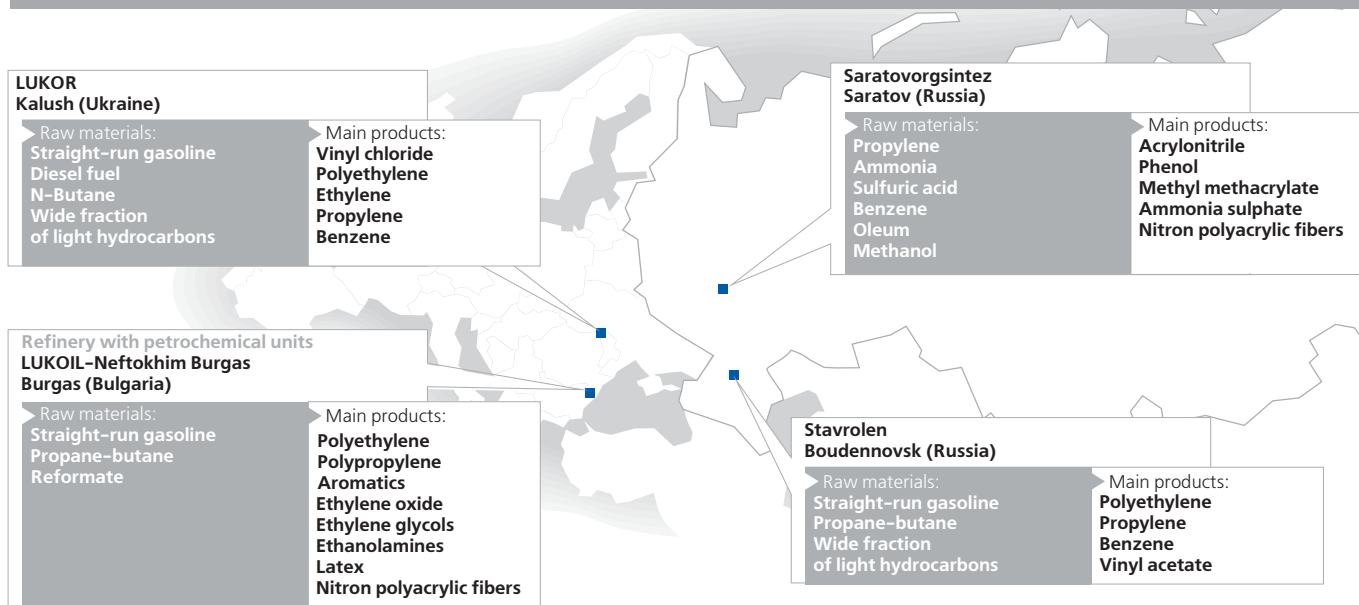 LUKOR
Kalush (Ukraine)
Raw materials:
Straight-run gasoline
Diesel fuel
N-Butane
Wide fraction
of light hydrocarbons
Main products:
Vinyl chloride
Polyethylene
Ethylene
Propylene
Benzene
Saratovorgsintez
Saratov (Russia)
Raw materials:
Propylene
Ammonia
Sulfuric acid
Benzene
Oleum
Methanol
Main products:
Acrylonitrile
Phenol
Methyl methacrylate
Ammonia sulphate
Nitron polyacrylic fibers
Refinery with petrochemical units
LUKOIL-Neftokhim Burgas
Burgas (Bulgaria)
Raw materials:
Straight-run gasoline
Propane-butane
Reformate
Main products:
Polyethylene
Polypropylene
Aromatics
Ethylene oxide
Ethylene glycols
Ethanolamines
Latex
Nitron polyacrylic fibers
Stavrolen
Boudennovsk (Russia)
Raw materials:
Straight-run gasoline
Propane-butane
Wide fraction
of light hydrocarbons
Main products:
Polyethylene
Propylene
Benzene
Vinyl acetate